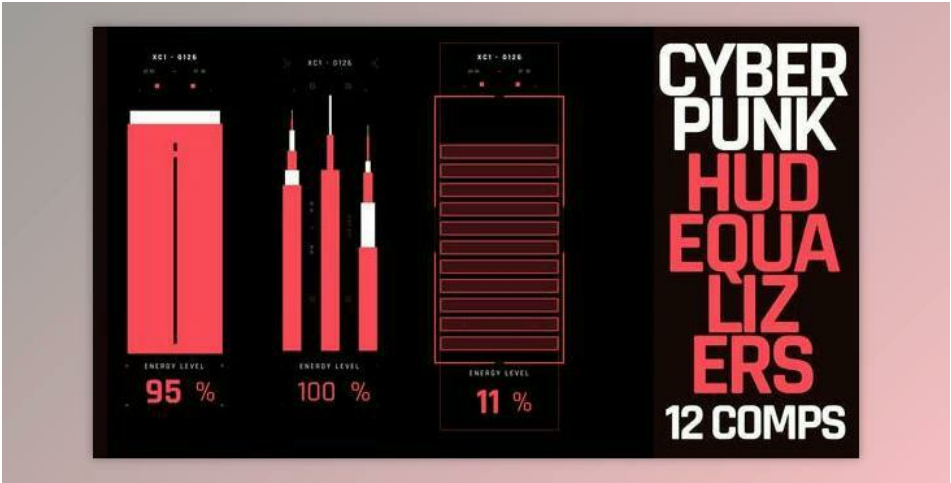 XC1 - 0126
ENERGY LEVEL
95 %
XC1 - 0126
ENERGY LEVEL
100 %
XC1 - 0126
ENERGY LEVEL
11 %
CYBER
PUNK
HUD
EQUA
LIZ
ERS
12 COMPS